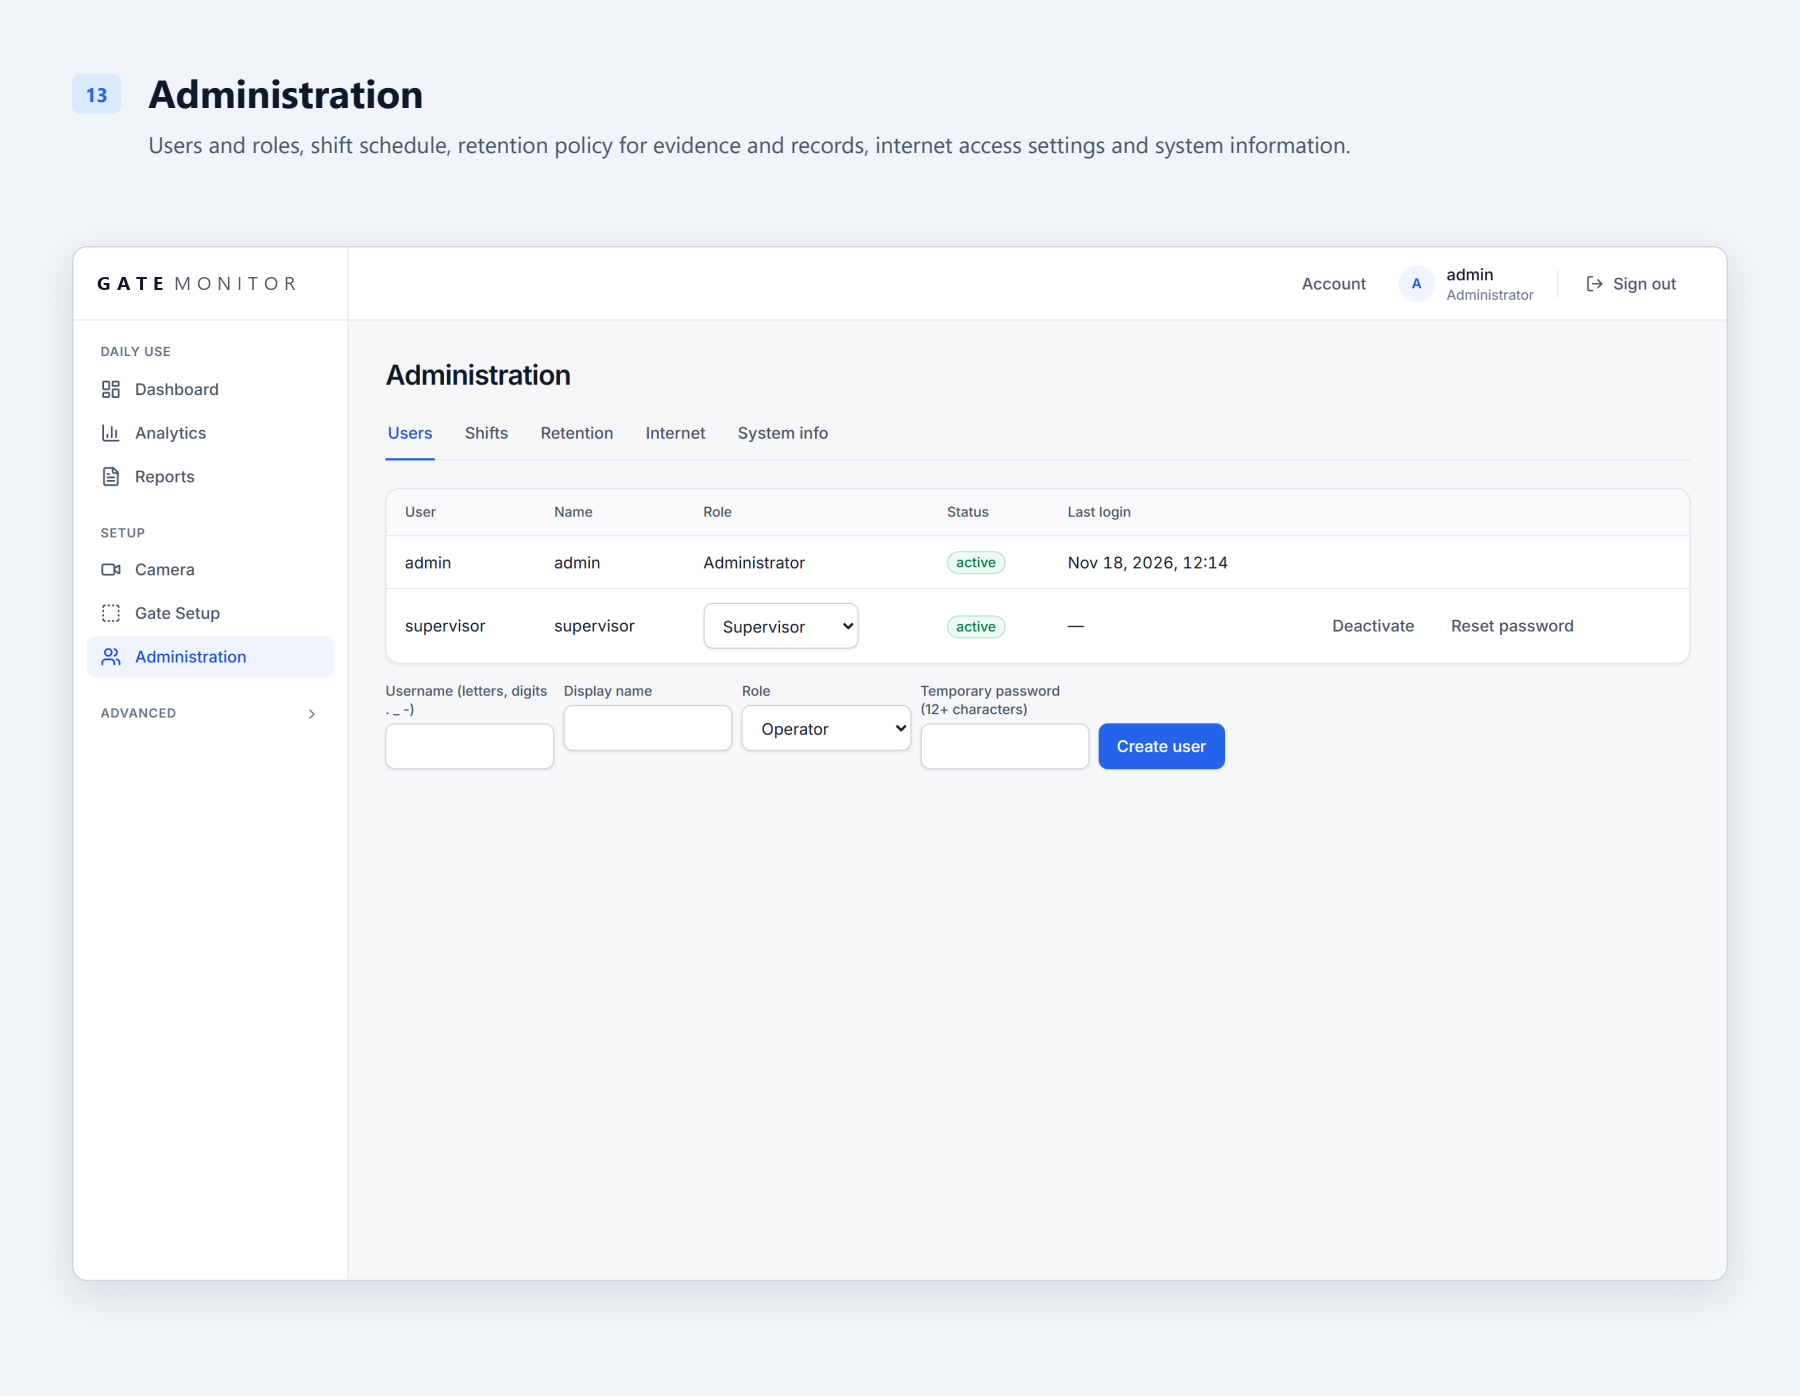 13
Administration
Users and roles, shift schedule, retention policy for evidence and records, internet access settings and system information.
GATE MONITOR
Account
A
admin
Administrator
Sign out
DAILY USE
Dashboard
Analytics
Reports
SETUP
Camera
Gate Setup
Administration
ADVANCED
Administration
Users Shifts Retention Internet System info
User Name Role Status Last login
admin admin Administrator active Nov 18, 2026, 12:14
supervisor supervisor Supervisor active — Deactivate Reset password
Username (letters, digits
. _ -)
Display name
Role
Operator
Temporary password
(12+ characters)
Create user